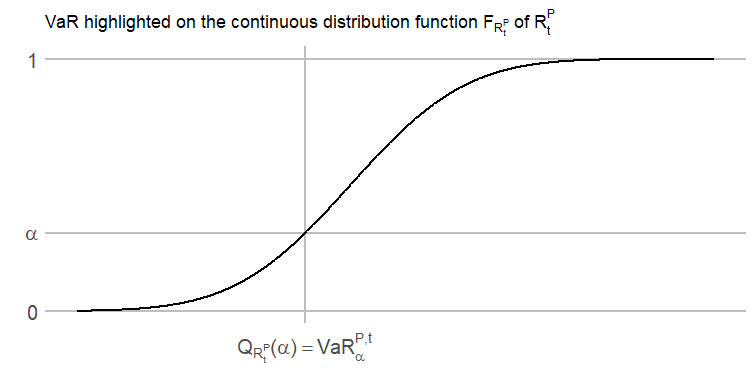 VaR highlighted on the continuous distribution function F_{R_t^P} of R_t^P
1
α
0
Q_{R_t^P}(α) = VaR_α^{P,t}